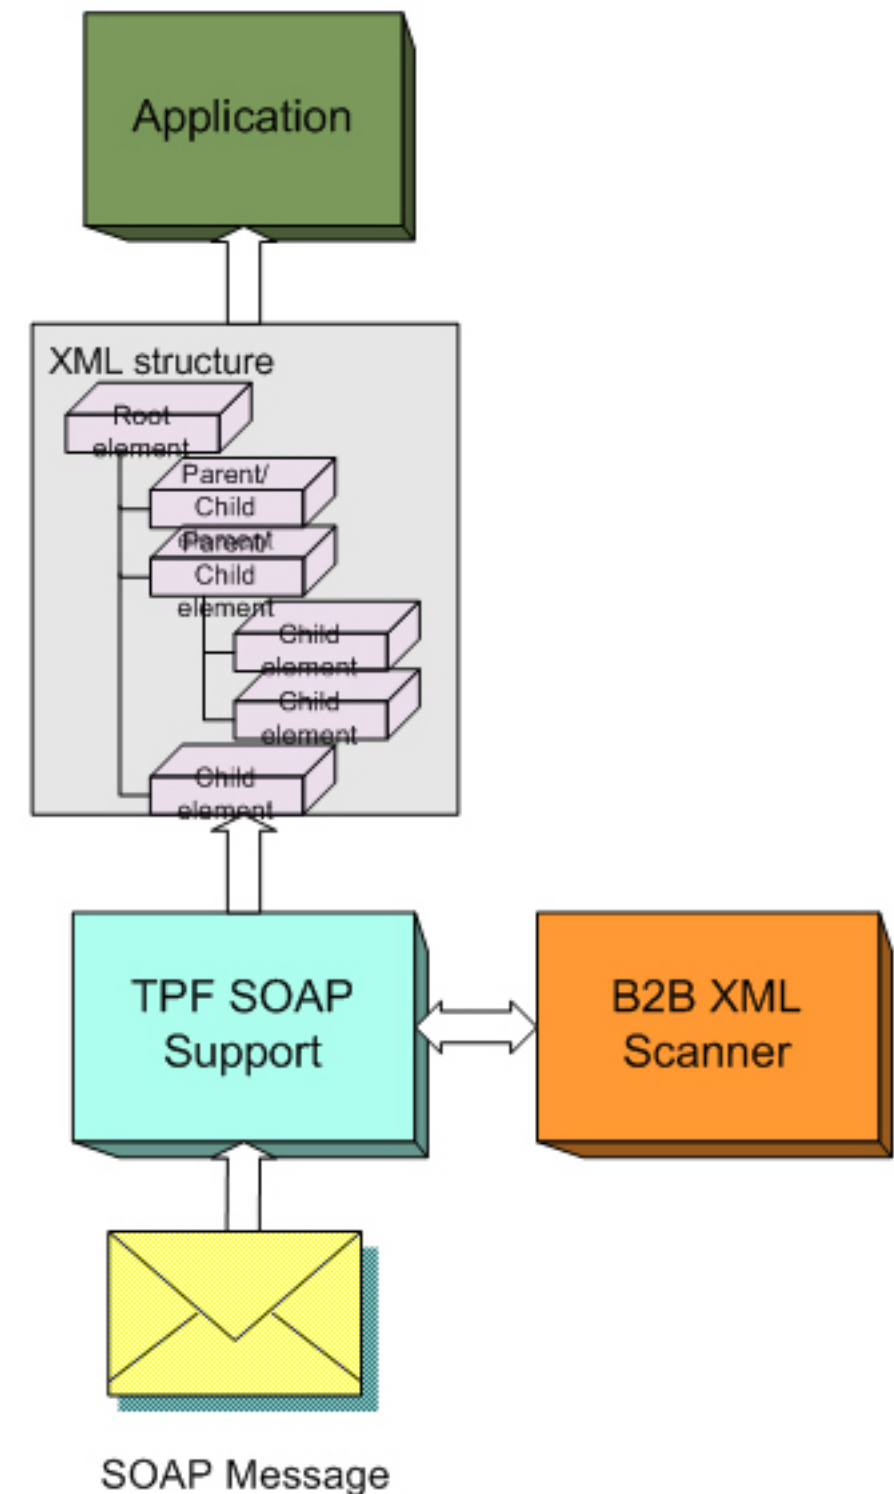 Application
XML structure
Root
element
Parent/
Child
element
Parent/
Child
element
Child
element
Child
element
Child
element
TPF SOAP
Support
B2B XML
Scanner
SOAP Message